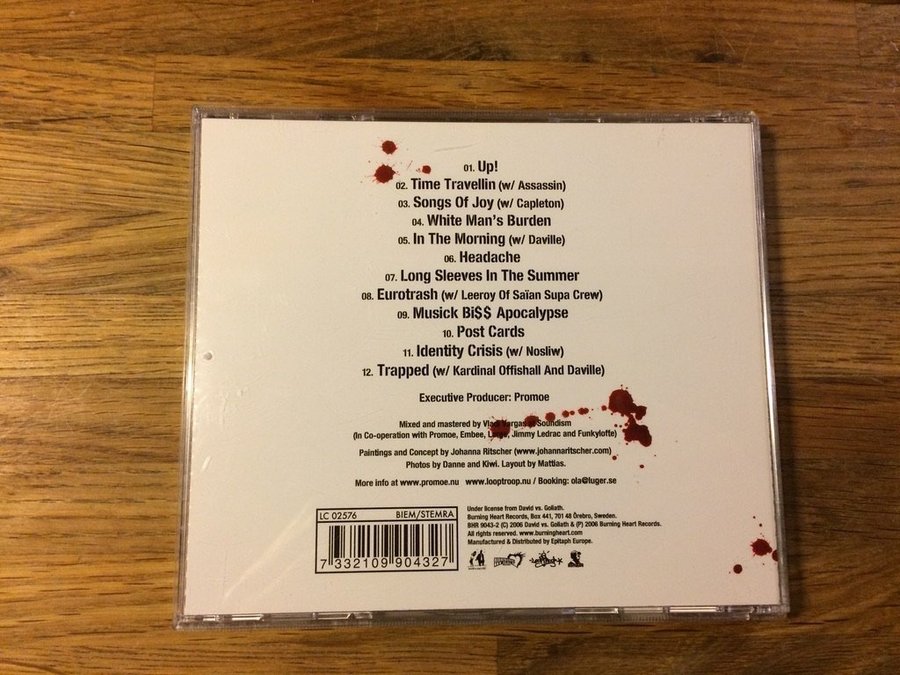 01. Up!
02. Time Travellin (w/ Assassin)
03. Songs Of Joy (w/ Capleton)
04. White Man's Burden
05. In The Morning (w/ Daville)
06. Headache
07. Long Sleeves In The Summer
08. Eurotrash (w/ Leeroy Of Saïan Supa Crew)
09. Musick Bi$$ Apocalypse
10. Post Cards
11. Identity Crisis (w/ Nosliw)
12. Trapped (w/ Kardinal Offishall And Daville)
Executive Producer: Promoe
Mixed and mastered by Vladi Vargas at Soundism
(In Co-operation with Promoe, Embee, Large, Jimmy Ledrac and Funkylofte)
Paintings and Concept by Johanna Ritscher (www.johannaritscher.com)
Photos by Danne and Kiwi. Layout by Mattias.
More info at www.promoe.nu www.looptroop.nu / Booking: ola@luger.se
LC 02576 BIEM/STEMRA
7 332109 904327
Under license from David vs. Goliath.
Burning Heart Records, Box 441, 701 48 Örebro, Sweden.
BHR 9043-2 (C) 2006 David vs. Goliath & (P) 2006 Burning Heart Records.
All rights reserved. www.burningheart.com
Manufactured & Distributed by Epitaph Europe.